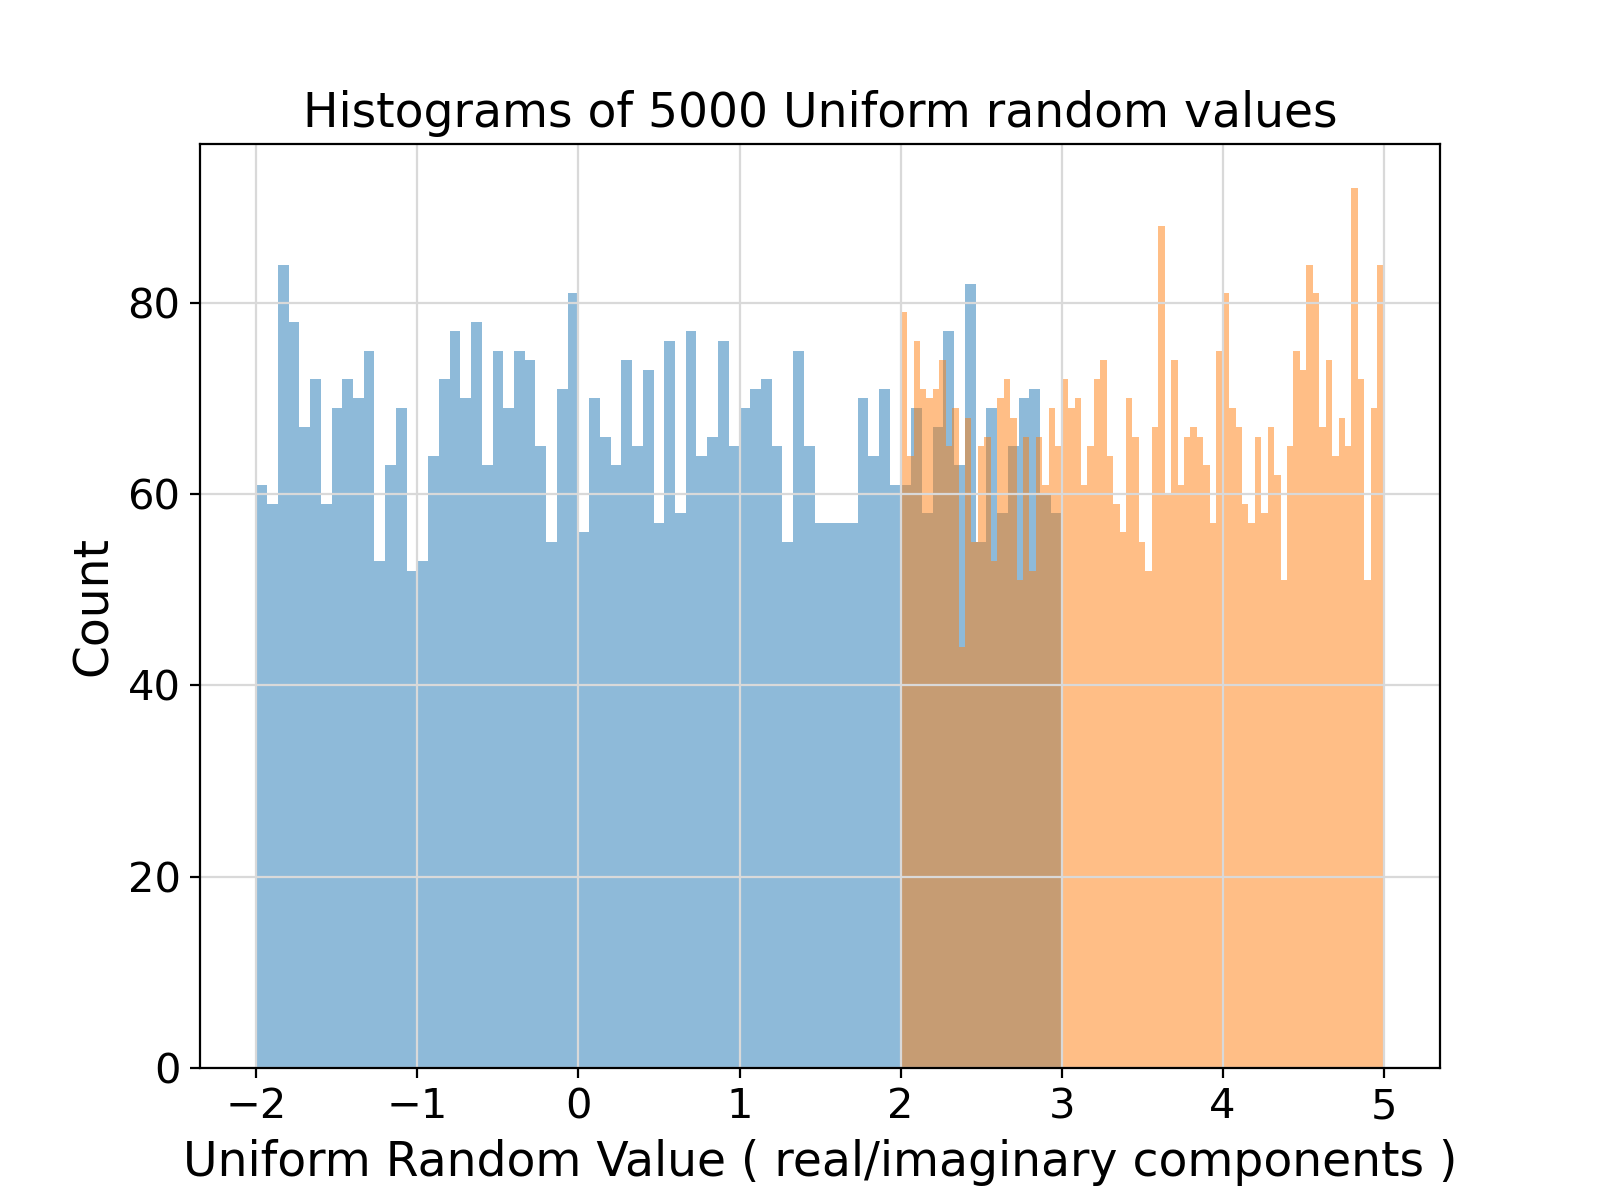 Histograms of 5000 Uniform random values
80
60
40
20
0
Count
−2 −1 0 1 2 3 4 5
Uniform Random Value ( real/imaginary components )